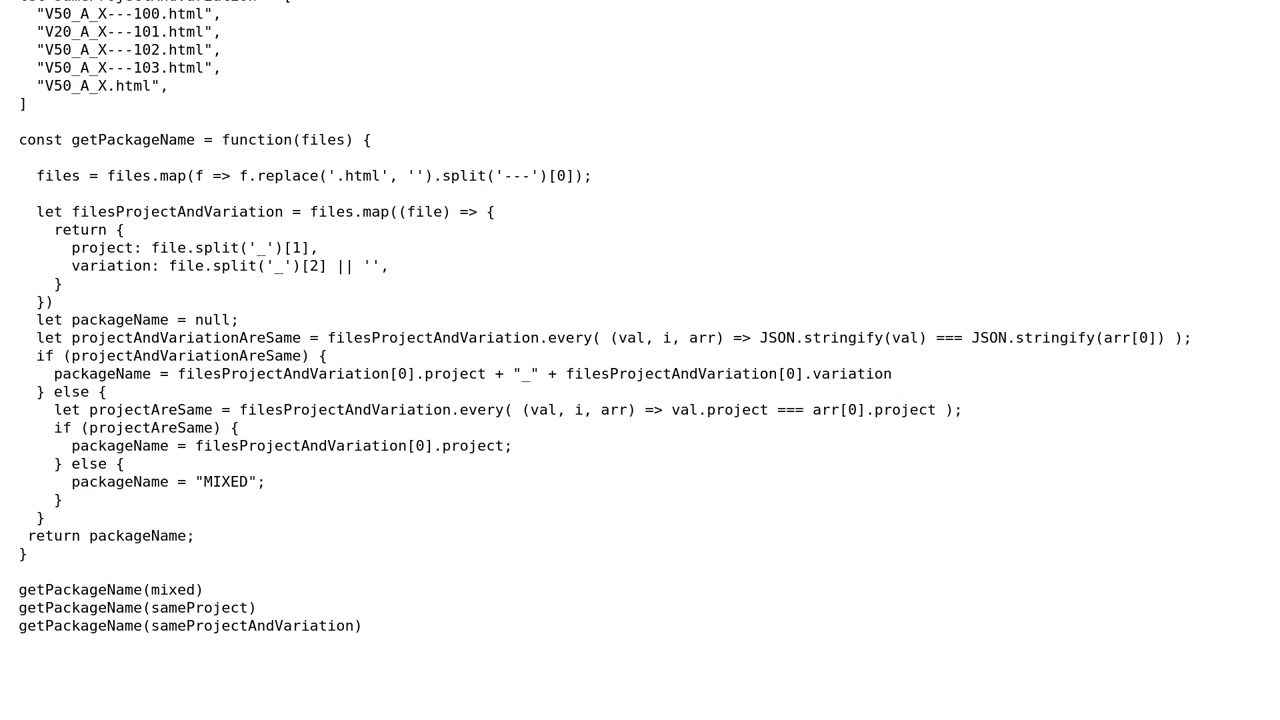 "V50_A_X---100.html",
"V20_A_X---101.html",
"V50_A_X---102.html",
"V50_A_X---103.html",
"V50_A_X.html",
]
const getPackageName = function(files) {
files = files.map(f => f.replace('.html', '').split('---')[0]);
let filesProjectAndVariation = files.map((file) => {
return {
project: file.split('_')[1],
variation: file.split('_')[2] || '',
}
})
let packageName = null;
let projectAndVariationAreSame = filesProjectAndVariation.every( (val, i, arr) => JSON.stringify(val) === JSON.stringify(arr[0]) );
if (projectAndVariationAreSame) {
packageName = filesProjectAndVariation[0].project + "_" + filesProjectAndVariation[0].variation
} else {
let projectAreSame = filesProjectAndVariation.every( (val, i, arr) => val.project === arr[0].project );
if (projectAreSame) {
packageName = filesProjectAndVariation[0].project;
} else {
packageName = "MIXED";
}
}
return packageName;
}
getPackageName(mixed)
getPackageName(sameProject)
getPackageName(sameProjectAndVariation)